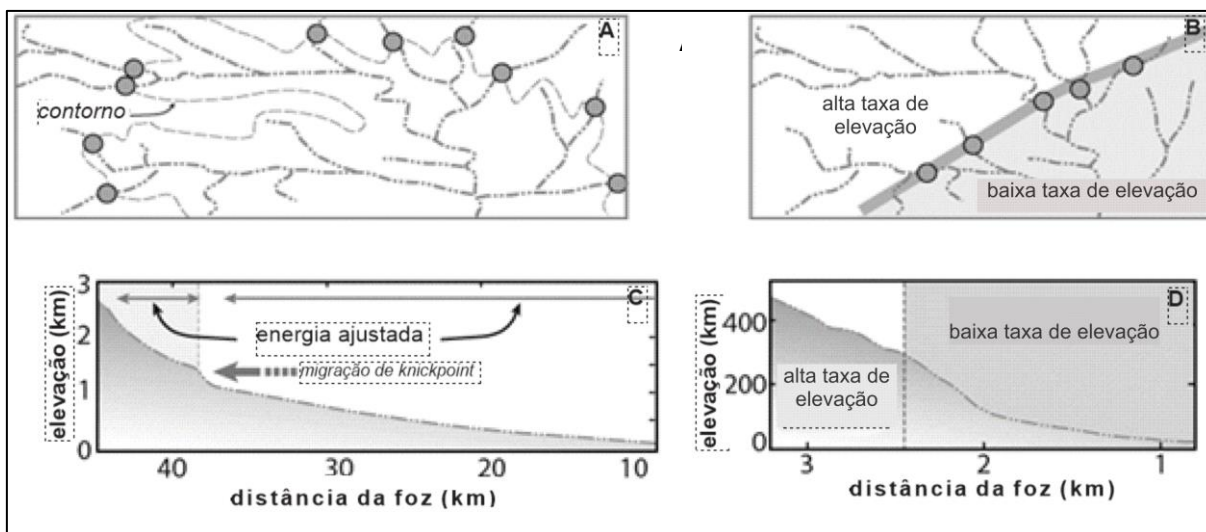 A
contorno
B
alta taxa de
elevação
baixa taxa de elevação
C
elevação (km)
3
2
1
0
energia ajustada
migração de knickpoint
40
30
20
10
distância da foz (km)
D
elevação (km)
400
200
0
baixa taxa de elevação
alta taxa de
elevação
3
2
1
distância da foz (km)